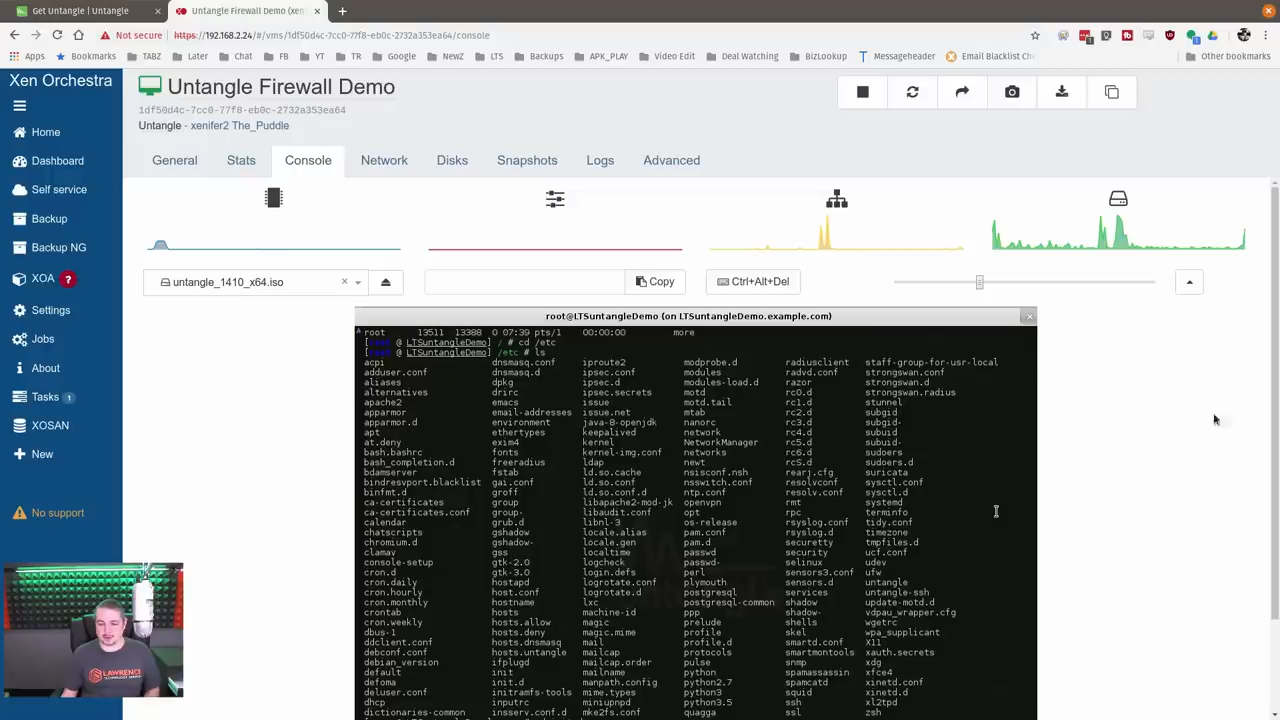 Get Untangle | Untangle
Untangle Firewall Demo (xen
Not secure
https://192.168.2.24/#/vms/1df50d4c-7cc0-77f8-eb0c-2732a353ea64/console
Apps Bookmarks TABZ Later Chat FB YT TR Google NewZ LTS Backups APK_PLAY Video Edit Deal Watching BizLookup Messageheader Email Blacklist Che Other bookmarks
Xen Orchestra
Home
Dashboard
Self service
Backup
Backup NG
XOA ?
Settings
Jobs
About
Tasks 1
XOSAN
New
No support
Untangle Firewall Demo
1df50d4c-7cc0-77f8-eb0c-2732a353ea64
Untangle - xenifer2 The_Puddle
General Stats Console Network Disks Snapshots Logs Advanced
untangle_1410_x64.iso
Copy
Ctrl+Alt+Del
root@LTSuntangleDemo (on LTSuntangleDemo.example.com)
root 13511 13388 0 07:39 pts/1 00:00:00 more
[root @ LTSuntangleDemo] / # cd /etc
[root @ LTSuntangleDemo] /etc # ls
acpi dnsmasq.conf iproute2 modprobe.d radiusclient staff-group-for-usr-local
adduser.conf dnsmasq.d ipsec.conf modules radvd.conf strongswan.conf
aliases dpkg ipsec.d modules-load.d razor strongswan.d
alternatives drirc ipsec.secrets motd rc0.d strongswan.radius
apache2 emacs issue motd.tail rc1.d stunnel
apparmor email-addresses issue.net mtab rc2.d subgid
apparmor.d environment java-8-openjdk nanorc rc3.d subgid-
apt ethertypes keepalived network rc4.d subuid
at.deny exim4 kernel NetworkManager rc5.d subuid-
bash.bashrc fonts kernel-img.conf networks rc6.d sudoers
bash_completion.d freeradius ldap newt rcS.d sudoers.d
bdamserver fstab ld.so.cache nsisconf.nsh rearj.cfg suricata
bindresvport.blacklist gai.conf ld.so.conf nsswitch.conf resolvconf sysctl.conf
binfmt.d groff ld.so.conf.d ntp.conf resolv.conf sysctl.d
ca-certificates group libapache2-mod-jk openvpn rmt systemd
ca-certificates.conf group- libaudit.conf opt rpc terminfo
calendar grub.d libnl-3 os-release rsyslog.conf tidy.conf
chatscripts gshadow locale.alias pam.conf rsyslog.d timezone
chromium.d gshadow- locale.gen pam.d securetty tmpfiles.d
clamav gss localtime passwd security ucf.conf
console-setup gtk-2.0 logcheck passwd- selinux udev
cron.d gtk-3.0 login.defs perl sensors3.conf ufw
cron.daily hostapd logrotate.conf plymouth sensors.d untangle
cron.hourly host.conf logrotate.d postgresql services untangle-ssh
cron.monthly hostname lxc postgresql-common shadow update-motd.d
crontab hosts machine-id ppp shadow- vdpau_wrapper.cfg
cron.weekly hosts.allow magic prelude shells wgetrc
dbus-1 hosts.deny magic.mime profile skel wpa_supplicant
ddclient.conf hosts.dnsmasq mail profile.d smartd.conf X11
debconf.conf hosts.untangle mailcap protocols smartmontools xauth.secrets
debian_version ifplugd mailcap.order pulse snmp xdg
default init mailname python spamassassin xfce4
defoma init.d manpath.config python2.7 spamcatd xinetd.conf
deluser.conf initramfs-tools mime.types python3 squid xinetd.d
dhcp inputrc miniupnpd python3.5 ssh xl2tpd
dictionaries-common insserv.conf.d mke2fs.conf quagga ssl zsh
LAWRENCE